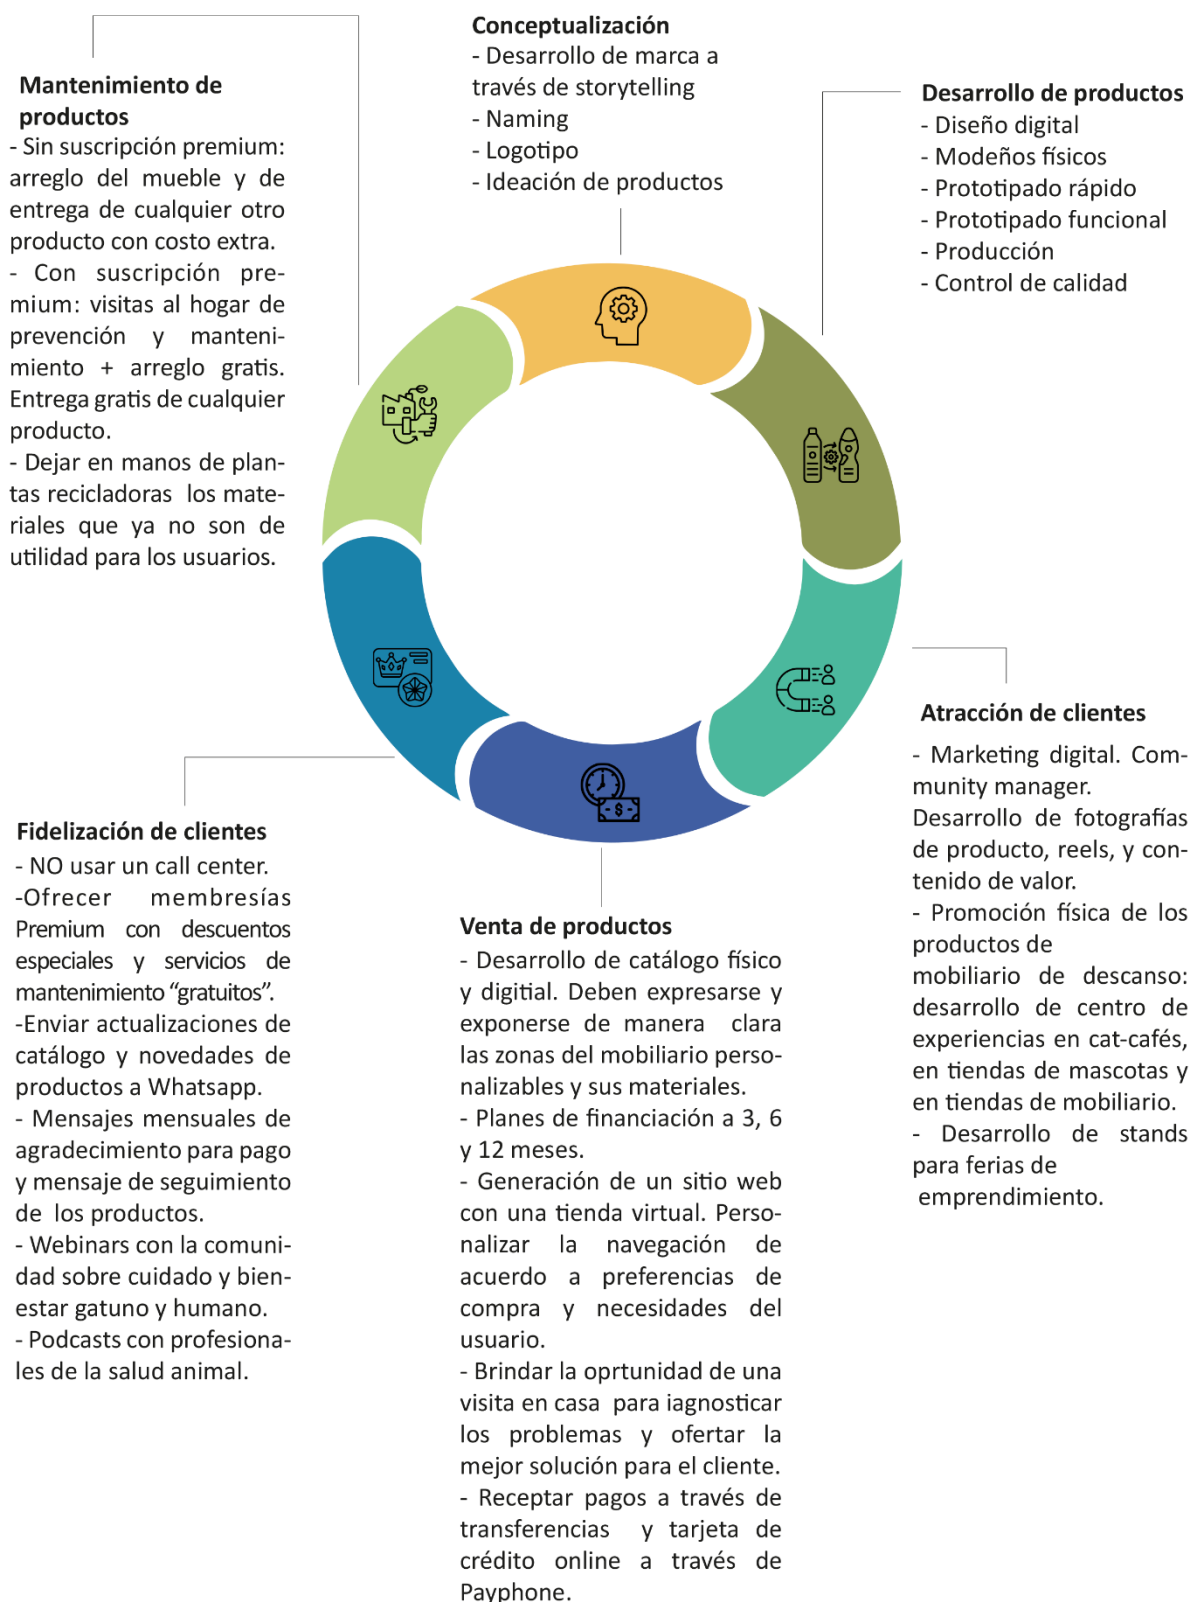 Conceptualización
- Desarrollo de marca a
través de storytelling
- Naming
- Logotipo
- Ideación de productos
Desarrollo de productos
- Diseño digital
- Modeños físicos
- Prototipado rápido
- Prototipado funcional
- Producción
- Control de calidad
Atracción de clientes
- Marketing digital. Com-
munity manager.
Desarrollo de fotografías
de producto, reels, y con-
tenido de valor.
- Promoción física de los
productos de
mobiliario de descanso:
desarrollo de centro de
experiencias en cat-cafés,
en tiendas de mascotas y
en tiendas de mobiliario.
- Desarrollo de stands
para ferias de
emprendimiento.
$
Venta de productos
- Desarrollo de catálogo físico
y digitial. Deben expresarse y
exponerse de manera clara
las zonas del mobiliario perso-
nalizables y sus materiales.
- Planes de financiación a 3, 6
y 12 meses.
- Generación de un sitio web
con una tienda virtual. Perso-
nalizar la navegación de
acuerdo a preferencias de
compra y necesidades del
usuario.
- Brindar la oprtunidad de una
visita en casa para iagnosticar
los problemas y ofertar la
mejor solución para el cliente.
- Receptar pagos a través de
transferencias y tarjeta de
crédito online a través de
Payphone.
Fidelización de clientes
- NO usar un call center.
-Ofrecer membresías
Premium con descuentos
especiales y servicios de
mantenimiento “gratuitos”.
-Enviar actualizaciones de
catálogo y novedades de
productos a Whatsapp.
- Mensajes mensuales de
agradecimiento para pago
y mensaje de seguimiento
de los productos.
- Webinars con la comuni-
dad sobre cuidado y bien-
estar gatuno y humano.
- Podcasts con profesiona-
les de la salud animal.
Mantenimiento de
productos
- Sin suscripción premium:
arreglo del mueble y de
entrega de cualquier otro
producto con costo extra.
- Con suscripción pre-
mium: visitas al hogar de
prevención y manteni-
miento + arreglo gratis.
Entrega gratis de cualquier
producto.
- Dejar en manos de plan-
tas recicladoras los mate-
riales que ya no son de
utilidad para los usuarios.